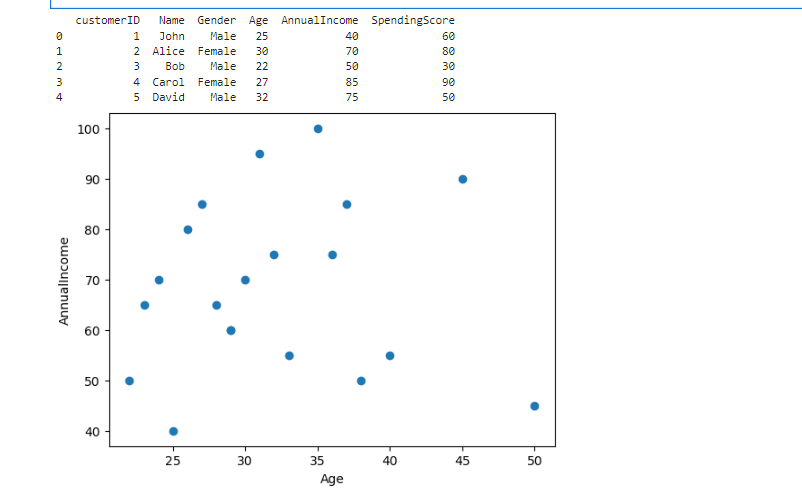 customerID Name Gender Age AnnualIncome SpendingScore
0 1 John Male 25 40 60
1 2 Alice Female 30 70 80
2 3 Bob Male 22 50 30
3 4 Carol Female 27 85 90
4 5 David Male 32 75 50
100
90
80
70
60
50
40
AnnualIncome
25 30 35 40 45 50
Age